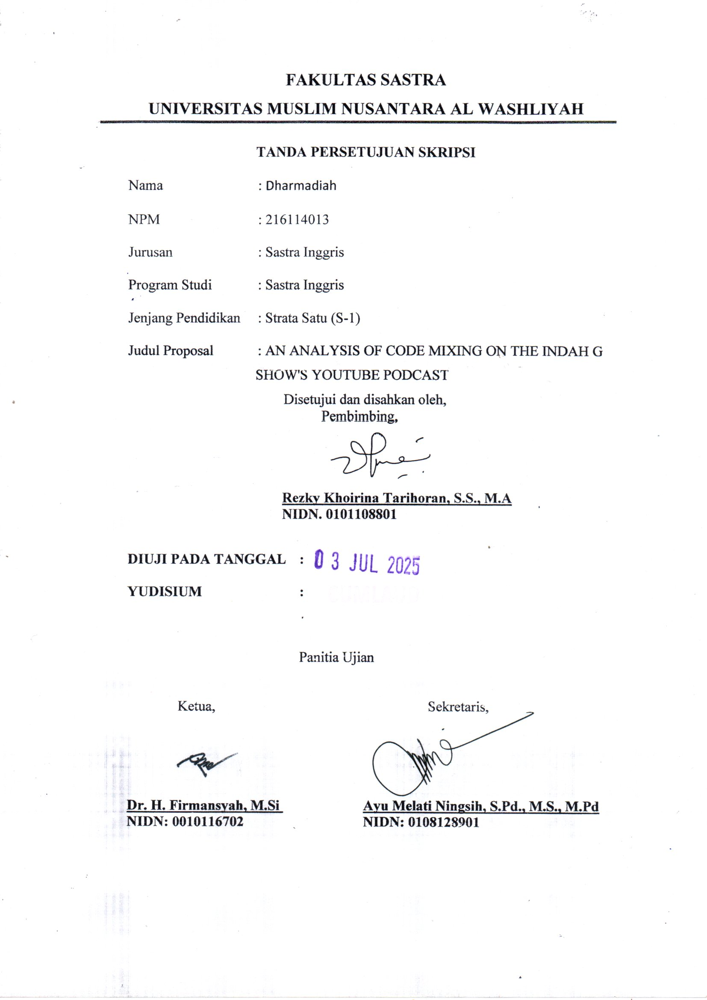 FAKULTAS SASTRA
UNIVERSITAS MUSLIM NUSANTARA AL WASHLIYAH
TANDA PERSETUJUAN SKRIPSI
Nama : Dharmadiah
NPM : 216114013
Jurusan : Sastra Inggris
Program Studi : Sastra Inggris
Jenjang Pendidikan : Strata Satu (S-1)
Judul Proposal : AN ANALYSIS OF CODE MIXING ON THE INDAH G
SHOW'S YOUTUBE PODCAST
Disetujui dan disahkan oleh,
Pembimbing,
Rezky Khoirina Tarihoran, S.S., M.A
NIDN. 0101108801
DIUJI PADA TANGGAL : 03 JUL 2025
YUDISIUM :
Panitia Ujian
Ketua, Sekretaris,
Dr. H. Firmansyah, M.Si Ayu Melati Ningsih, S.Pd., M.S., M.Pd
NIDN: 0010116702 NIDN: 0108128901